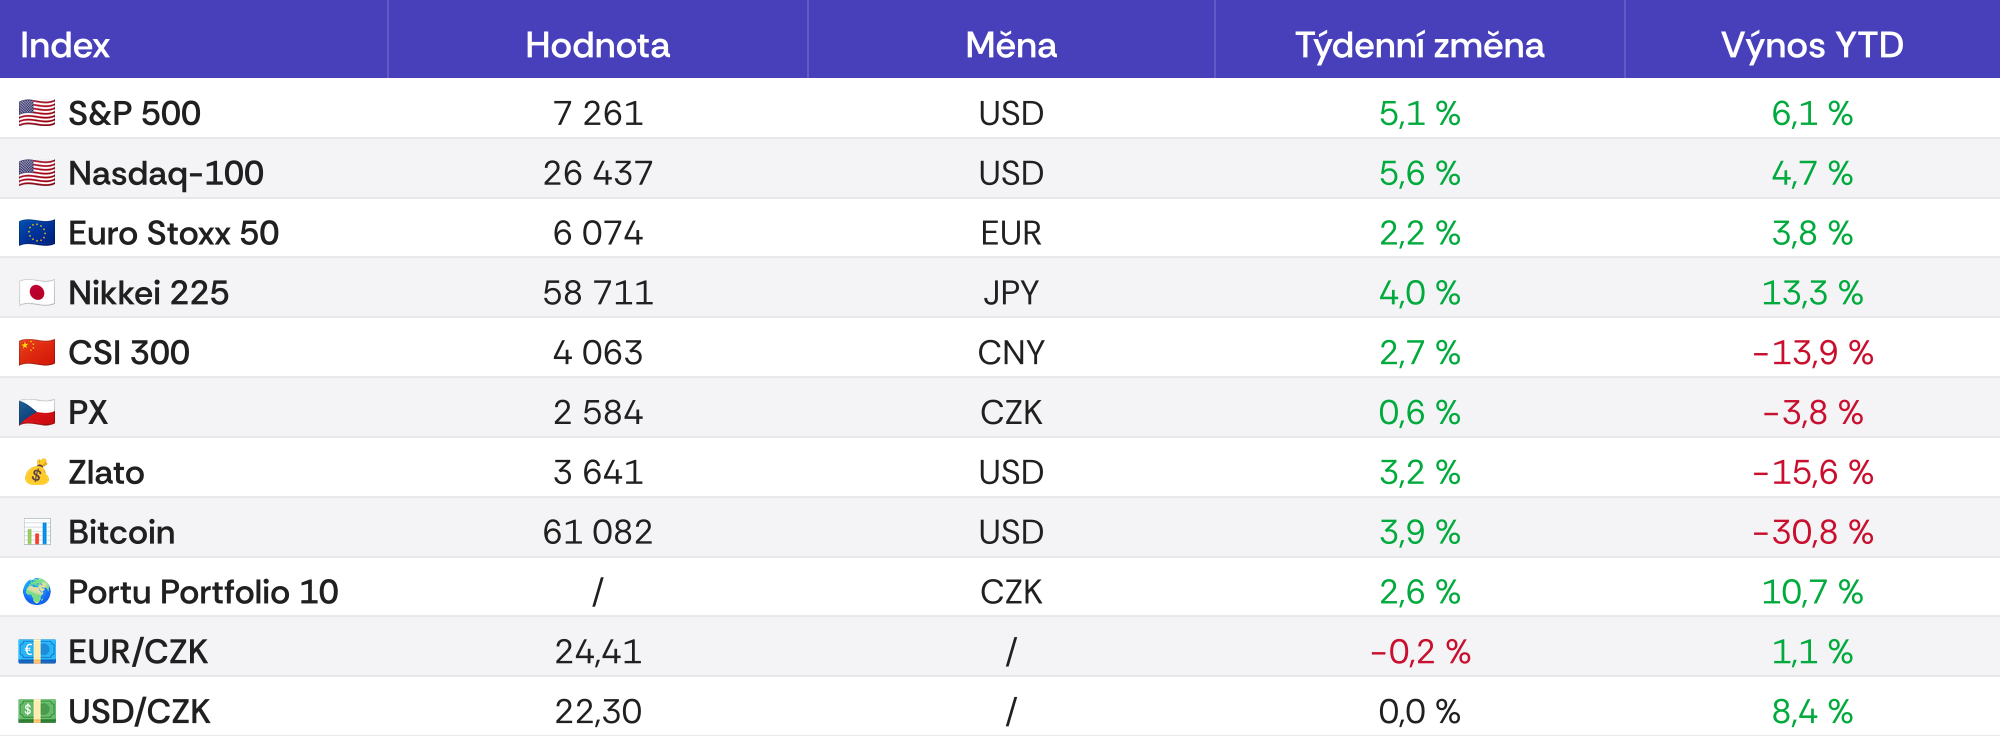 Index Hodnota Měna Týdenní změna Výnos YTD
S&P 500 7 261 USD 5,1 % 6,1 %
Nasdaq-100 26 437 USD 5,6 % 4,7 %
Euro Stoxx 50 6 074 EUR 2,2 % 3,8 %
Nikkei 225 58 711 JPY 4,0 % 13,3 %
CSI 300 4 063 CNY 2,7 % -13,9 %
PX 2 584 CZK 0,6 % -3,8 %
Zlato 3 641 USD 3,2 % -15,6 %
Bitcoin 61 082 USD 3,9 % -30,8 %
Portu Portfolio 10 / CZK 2,6 % 10,7 %
EUR/CZK 24,41 / -0,2 % 1,1 %
USD/CZK 22,30 / 0,0 % 8,4 %